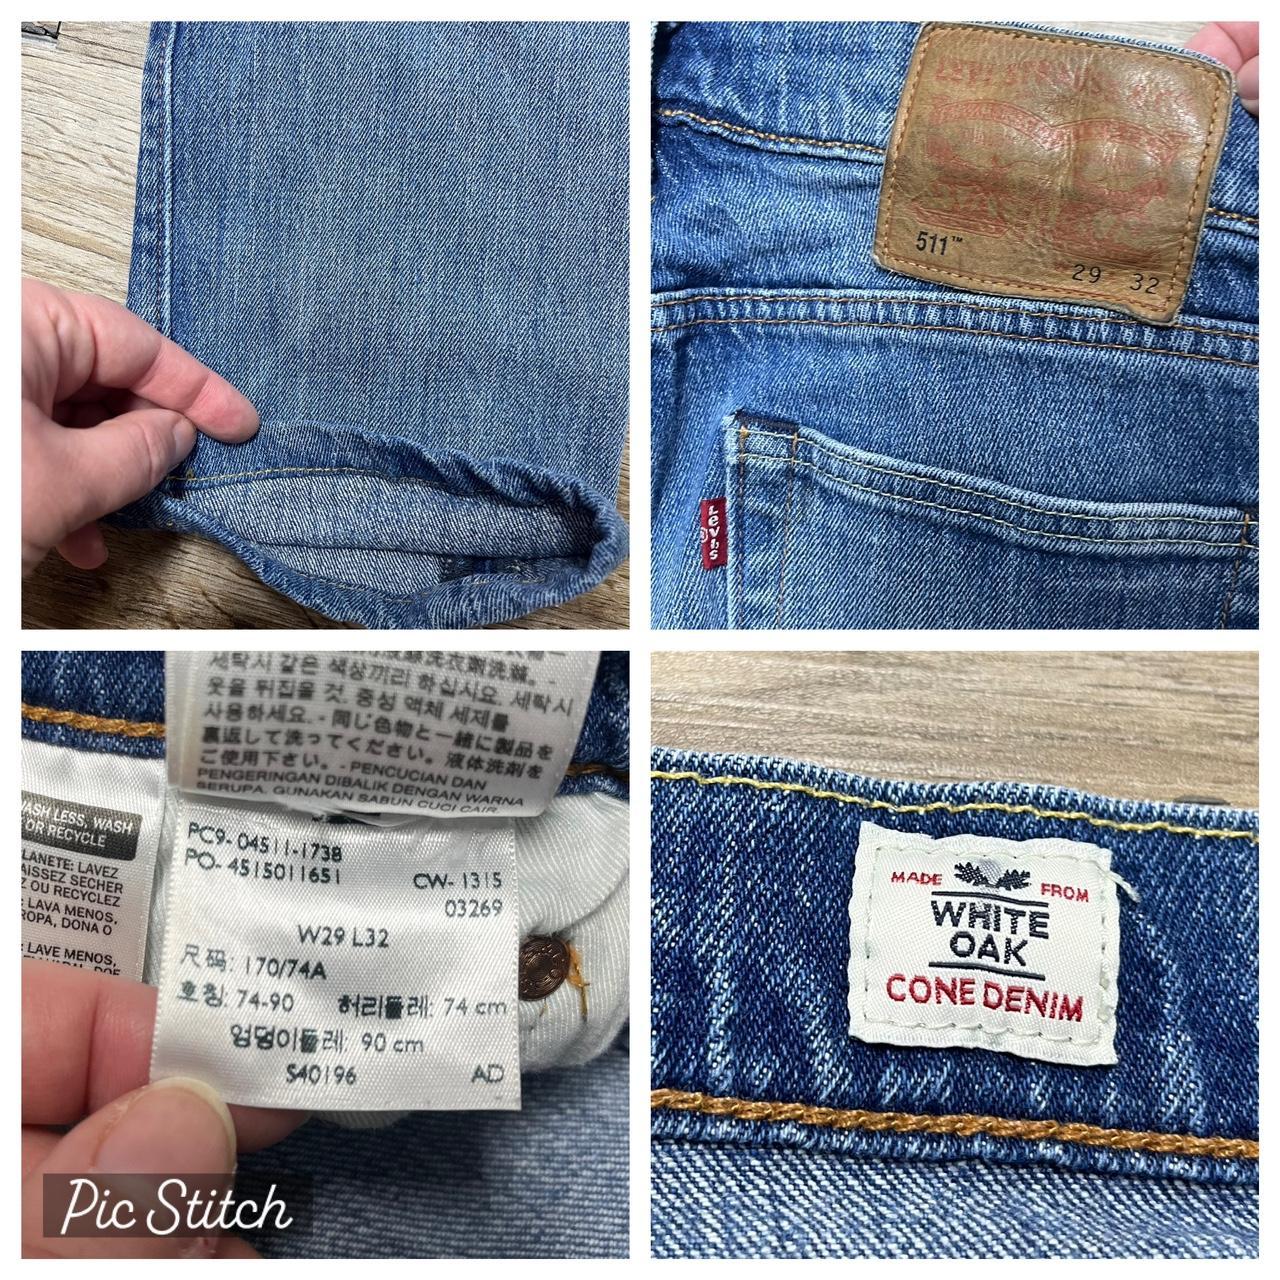 LEVI STRAUSS & CO.
511™
29 32
Levi's
®
세탁시 같은 색상끼리 하십시요. 세탁시
옷을 뒤집을 것. 중성 액체 세제를
사용하세요. - 同じ色物と一緒に製品を
裏返して洗ってください。液体洗剤を
ご使用下さい。- PENCUCIAN DAN
PENGERINGAN DIBALIK DENGAN WARNA
SERUPA. GUNAKAN SABUN CUCI CAIR.
WASH LESS, WASH
OR RECYCLE
PLANETE: LAVEZ
LAISSEZ SECHER
Z OU RECYCLEZ
: LAVA MENOS,
ROPA, DONA O
: LAVE MENOS,
PC9- 04511-1738
PO- 4515011651
CW- 1315
03269
W29 L32
尺码: 170/74A
호칭: 74-90 허리둘레: 74 cm
엉덩이둘레: 90 cm
S40196 AD
MADE FROM
WHITE
OAK
CONE DENIM
Pic Stitch